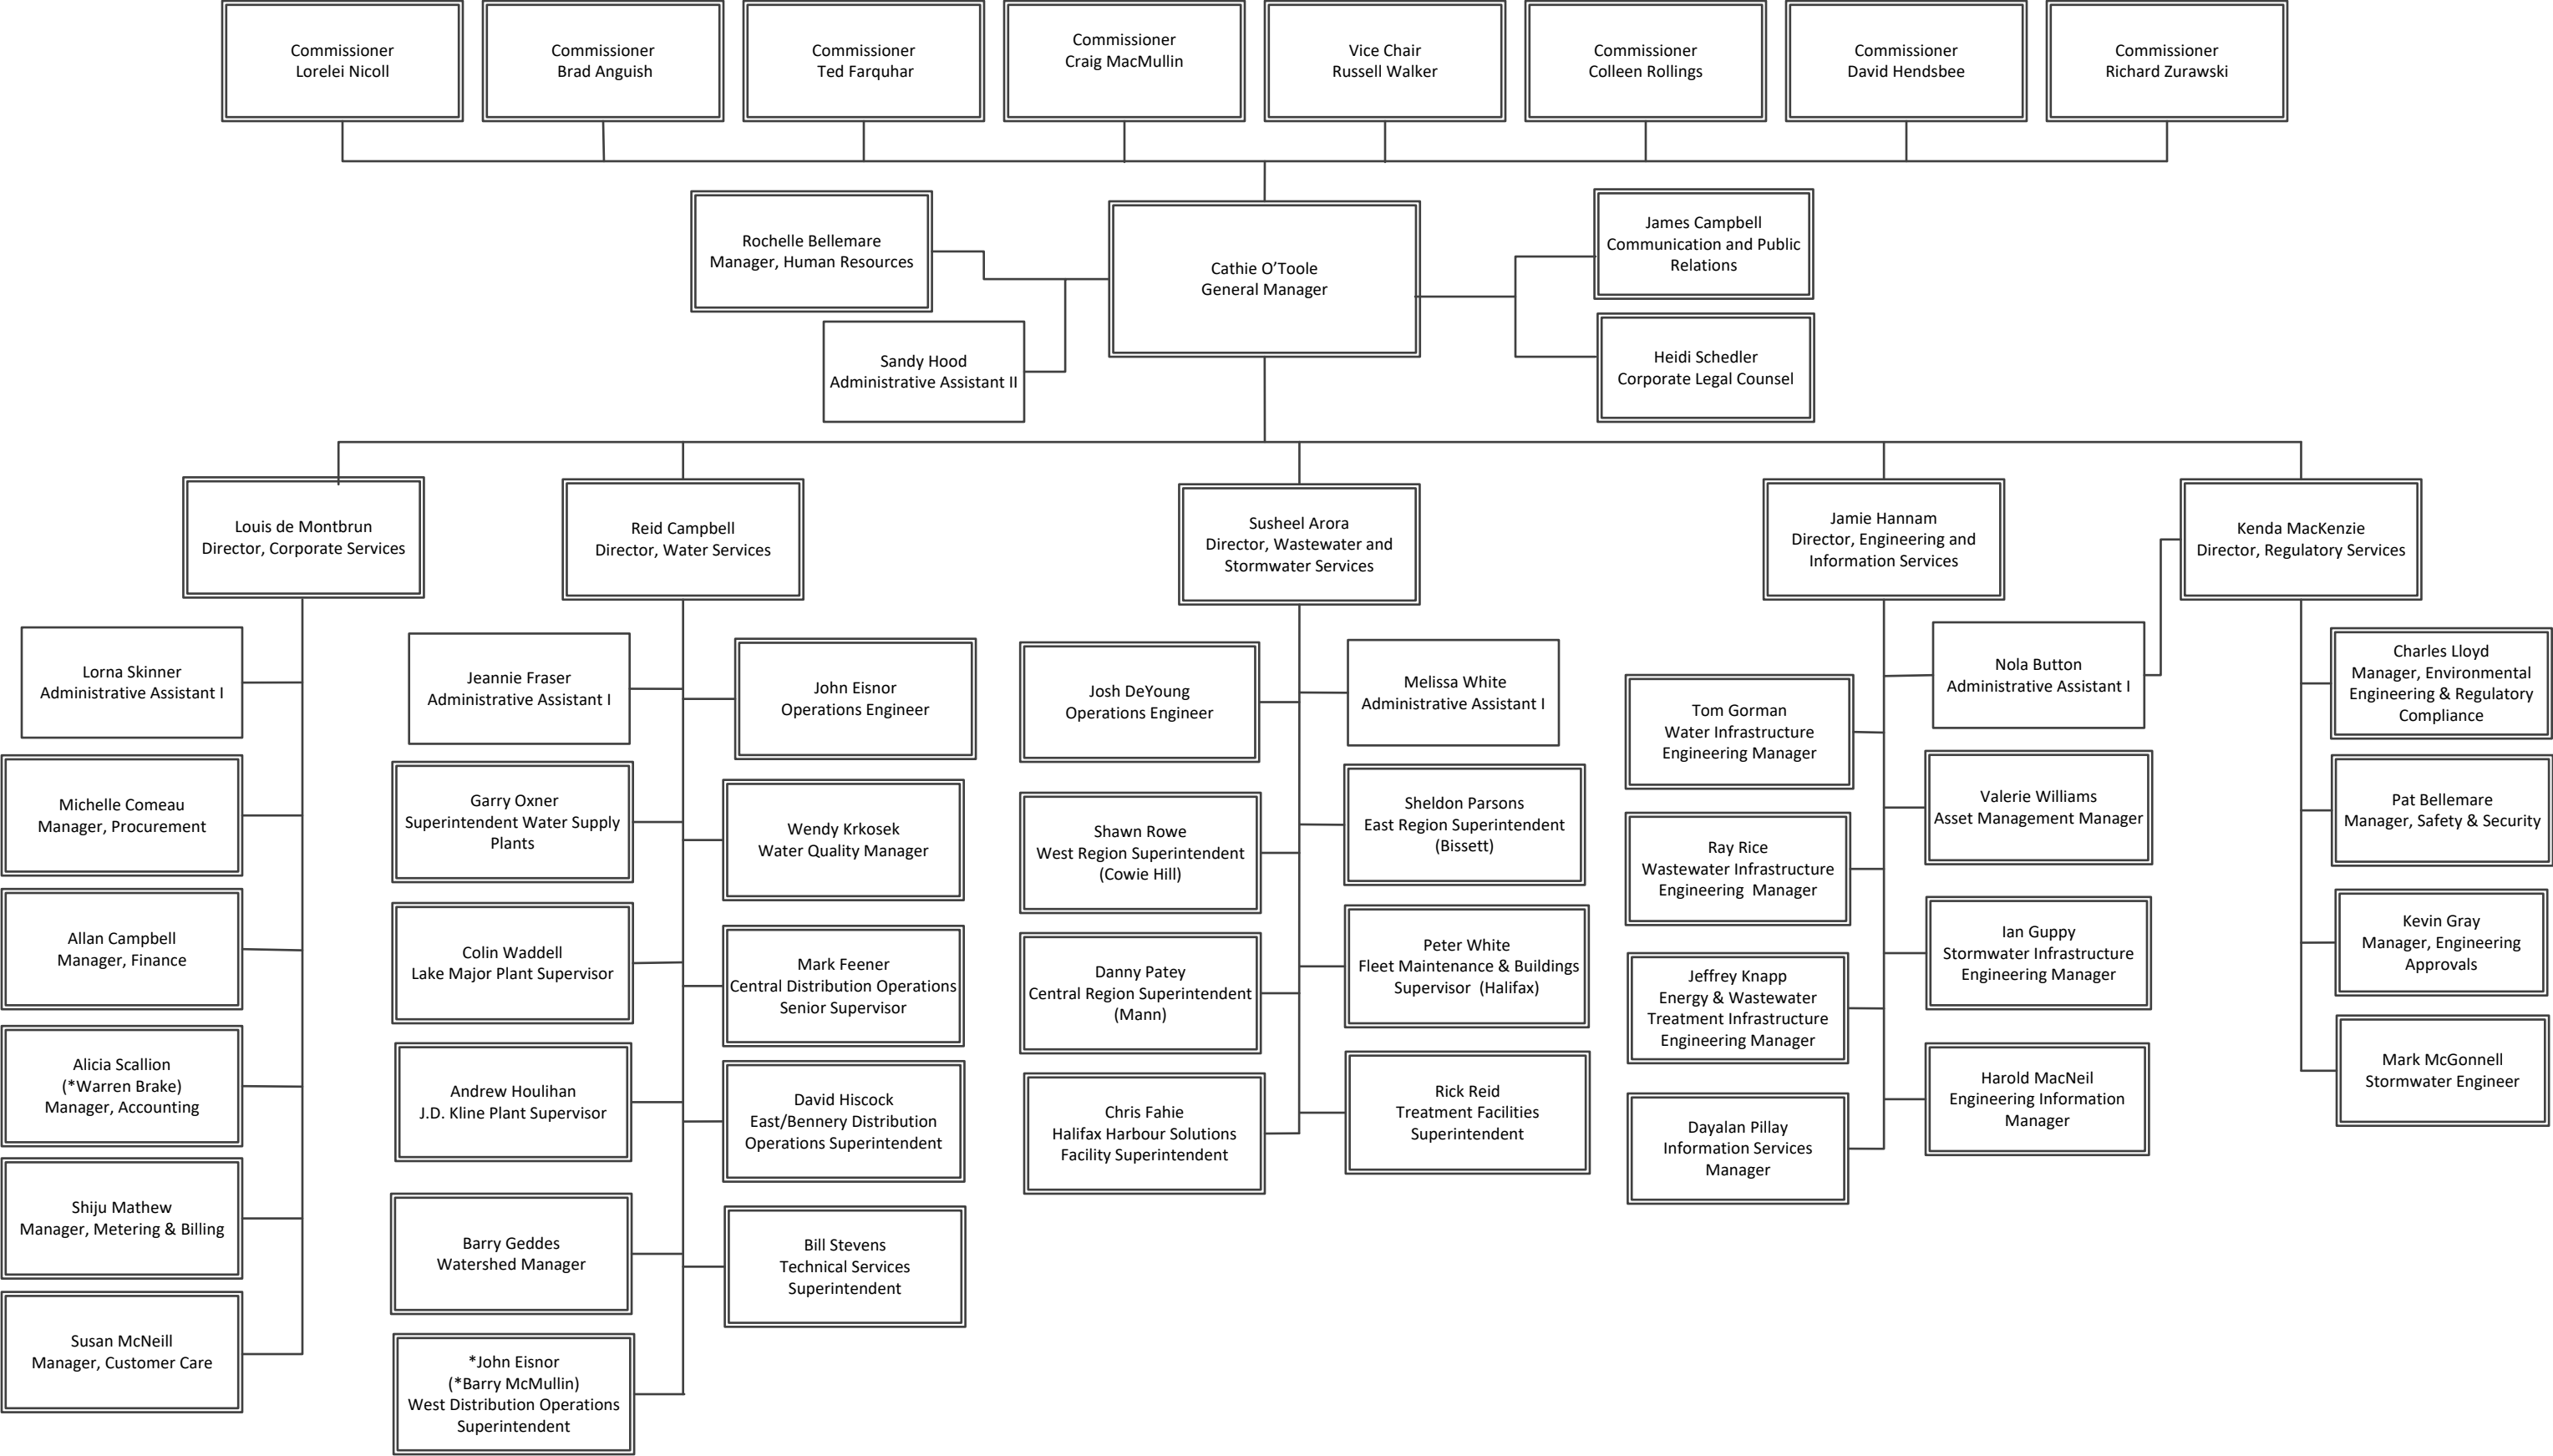 Commissioner
Lorelei Nicoll
Commissioner
Brad Anguish
Commissioner
Ted Farquhar
Commissioner
Craig MacMullin
Vice Chair
Russell Walker
Commissioner
Colleen Rollings
Commissioner
David Hendsbee
Commissioner
Richard Zurawski
Rochelle Bellemare
Manager, Human Resources
Sandy Hood
Administrative Assistant II
Cathie O’Toole
General Manager
James Campbell
Communication and Public
Relations
Heidi Schedler
Corporate Legal Counsel
Louis de Montbrun
Director, Corporate Services
Reid Campbell
Director, Water Services
Susheel Arora
Director, Wastewater and
Stormwater Services
Jamie Hannam
Director, Engineering and
Information Services
Kenda MacKenzie
Director, Regulatory Services
Lorna Skinner
Administrative Assistant I
Michelle Comeau
Manager, Procurement
Allan Campbell
Manager, Finance
Alicia Scallion
(*Warren Brake)
Manager, Accounting
Shiju Mathew
Manager, Metering & Billing
Susan McNeill
Manager, Customer Care
Jeannie Fraser
Administrative Assistant I
Garry Oxner
Superintendent Water Supply
Plants
Colin Waddell
Lake Major Plant Supervisor
Andrew Houlihan
J.D. Kline Plant Supervisor
Barry Geddes
Watershed Manager
*John Eisnor
(*Barry McMullin)
West Distribution Operations
Superintendent
John Eisnor
Operations Engineer
Wendy Krkosek
Water Quality Manager
Mark Feener
Central Distribution Operations
Senior Supervisor
David Hiscock
East/Bennery Distribution
Operations Superintendent
Bill Stevens
Technical Services
Superintendent
Josh DeYoung
Operations Engineer
Shawn Rowe
West Region Superintendent
(Cowie Hill)
Danny Patey
Central Region Superintendent
(Mann)
Chris Fahie
Halifax Harbour Solutions
Facility Superintendent
Melissa White
Administrative Assistant I
Sheldon Parsons
East Region Superintendent
(Bissett)
Peter White
Fleet Maintenance & Buildings
Supervisor (Halifax)
Rick Reid
Treatment Facilities
Superintendent
Tom Gorman
Water Infrastructure
Engineering Manager
Ray Rice
Wastewater Infrastructure
Engineering Manager
Jeffrey Knapp
Energy & Wastewater
Treatment Infrastructure
Engineering Manager
Dayalan Pillay
Information Services
Manager
Nola Button
Administrative Assistant I
Valerie Williams
Asset Management Manager
Ian Guppy
Stormwater Infrastructure
Engineering Manager
Harold MacNeil
Engineering Information
Manager
Charles Lloyd
Manager, Environmental
Engineering & Regulatory
Compliance
Pat Bellemare
Manager, Safety & Security
Kevin Gray
Manager, Engineering
Approvals
Mark McGonnell
Stormwater Engineer